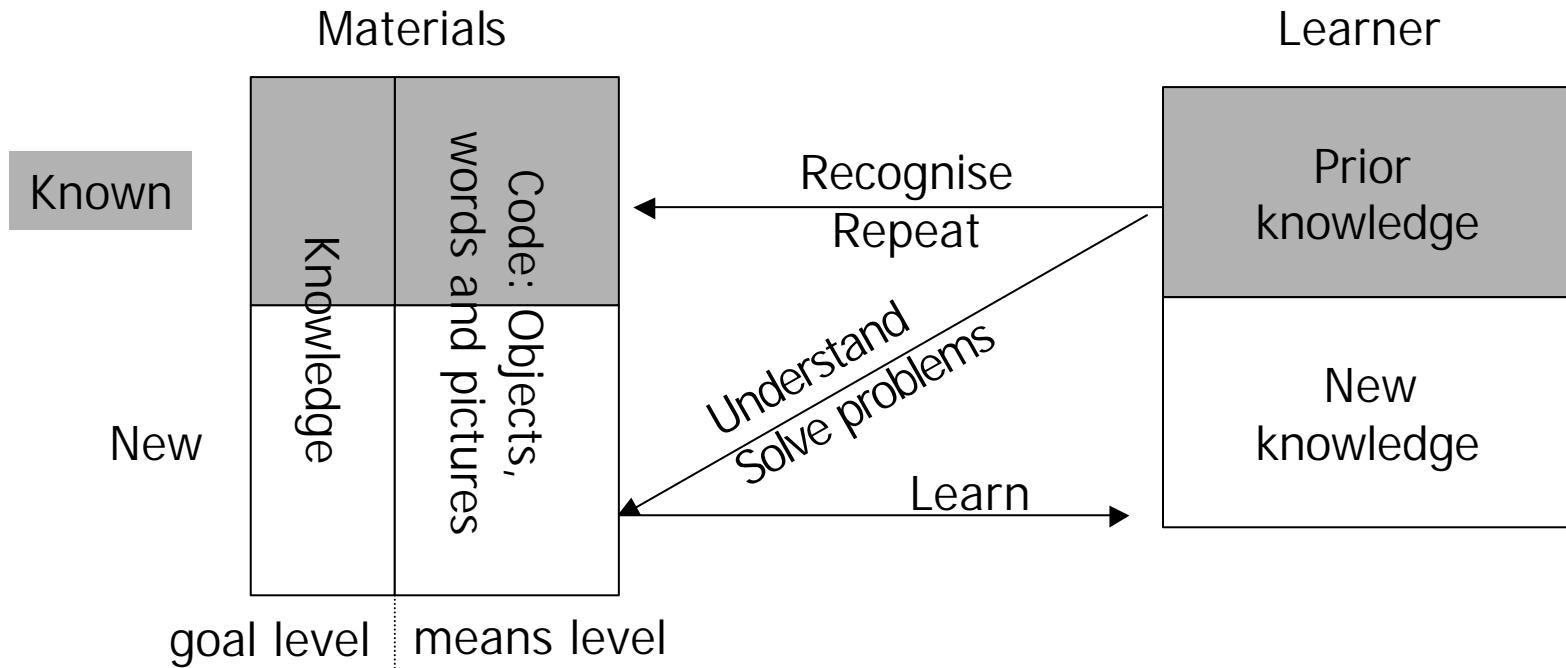 Materials
Learner
Known
New
Knowledge
Code: Objects,
words and pictures
Recognise
Repeat
Understand
Solve problems
Learn
Prior
knowledge
New
knowledge
goal level
means level